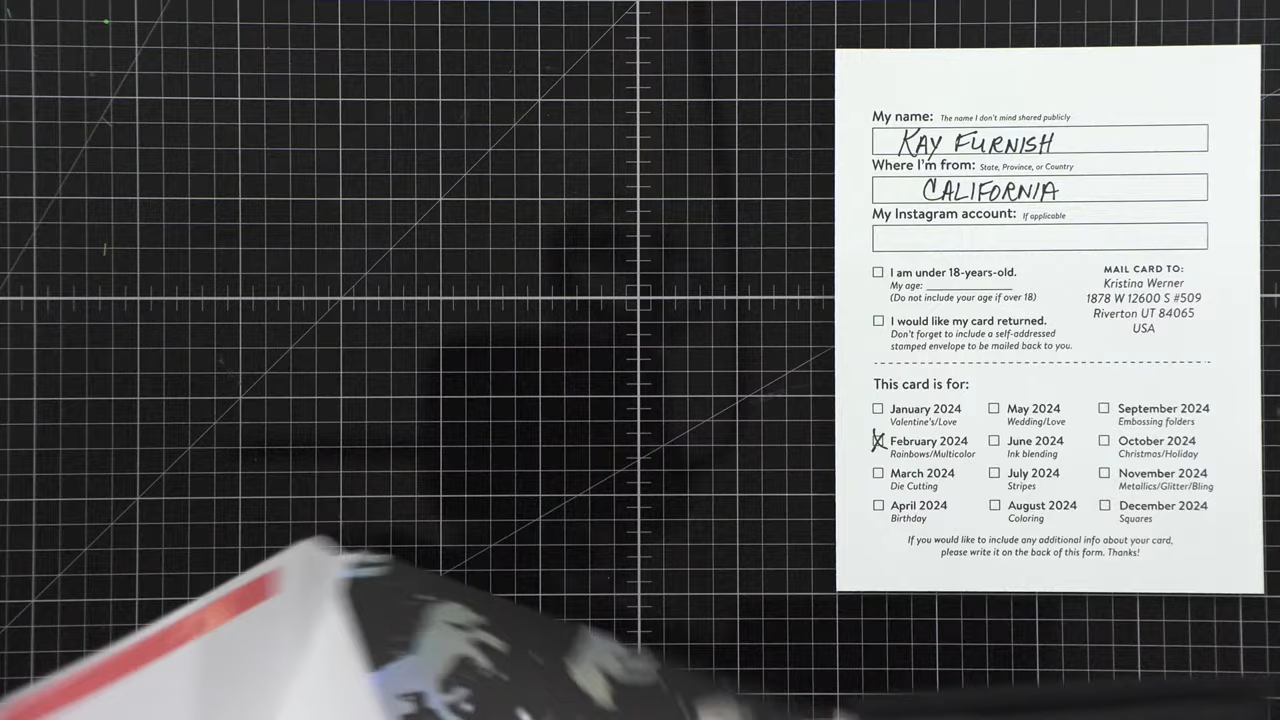 My name: The name I don't mind shared publicly
KAY FURNISH
Where I'm from: State, Province, or Country
CALIFORNIA
My Instagram account: If applicable
I am under 18-years-old.
My age:
(Do not include your age if over 18)
I would like my card returned.
Don't forget to include a self-addressed
stamped envelope to be mailed back to you.
MAIL CARD TO:
Kristina Werner
1878 W 12600 S #509
Riverton UT 84065
USA
This card is for:
January 2024
Valentine's/Love
February 2024
Rainbows/Multicolor
March 2024
Die Cutting
April 2024
Birthday
May 2024
Wedding/Love
June 2024
Ink blending
July 2024
Stripes
August 2024
Coloring
September 2024
Embossing folders
October 2024
Christmas/Holiday
November 2024
Metallics/Glitter/Bling
December 2024
Squares
If you would like to include any additional info about your card,
please write it on the back of this form. Thanks!